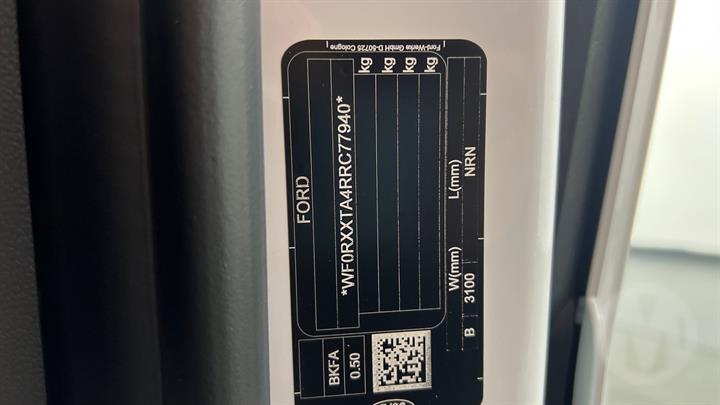 Ford-Werke GmbH D-50725 Cologne
FORD
*WF0RXXTA4RRC77940*
kg
kg
kg
kg
BKFA
0.50
W(mm) L(mm)
B 3100 NRN